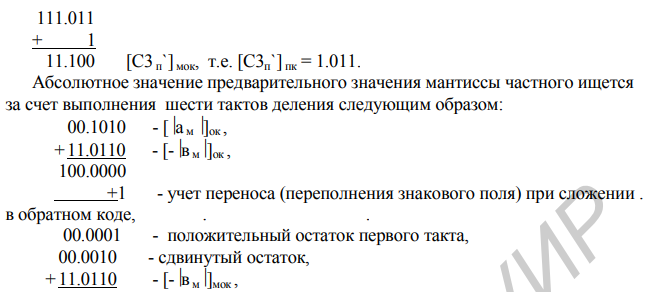 111.011
+ 1
11.100 [СЗ п`] мок, т.е. [СЗп`] пк = 1.011.
Абсолютное значение предварительного значения мантиссы частного ищется
за счет выполнения шести тактов деления следующим образом:
00.1010 - [ |а м |]ок ,
+ 11.0110 - [- |в м |]ок ,
100.0000
+1 - учет переноса (переполнения знакового поля) при сложении .
в обратном коде, . .
00.0001 - положительный остаток первого такта,
00.0010 - сдвинутый остаток,
+ 11.0110 - [- |в м |]мок ,
УИР